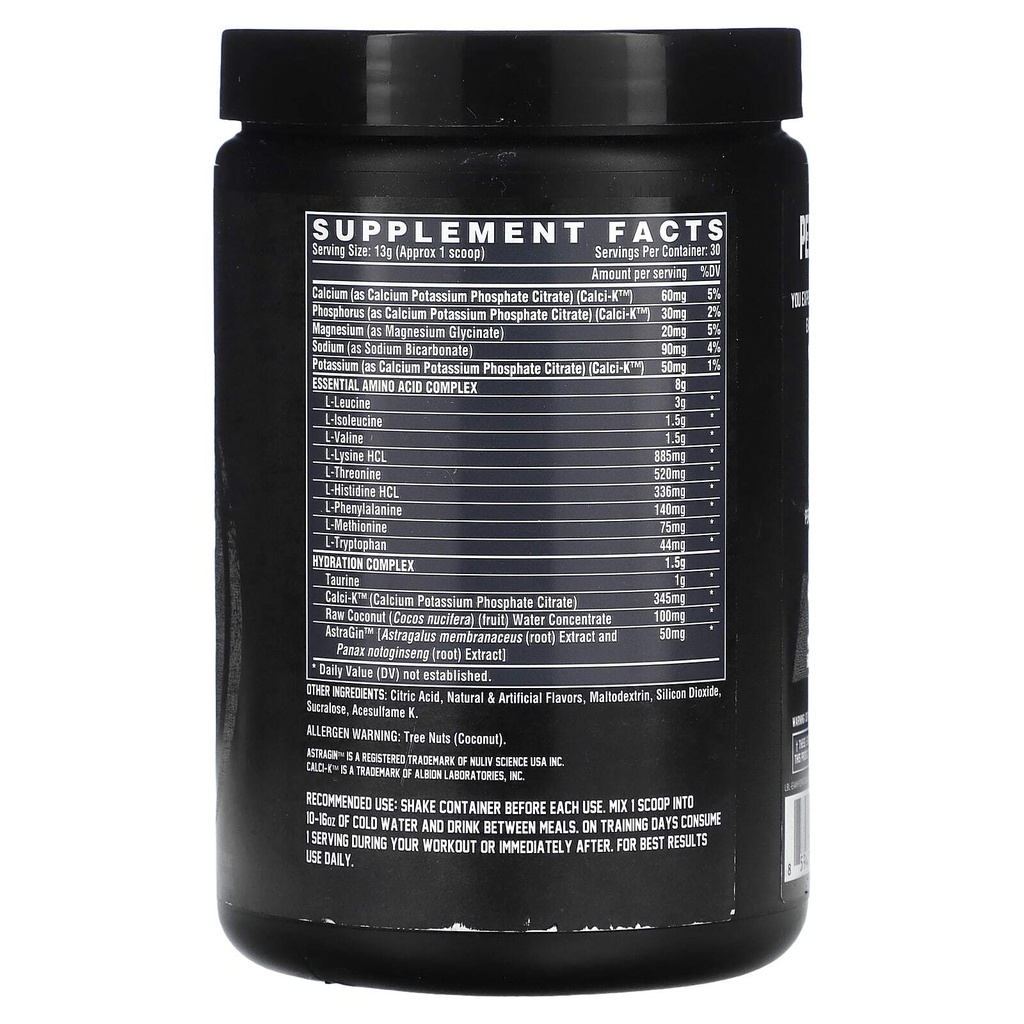 SUPPLEMENT FACTS
Serving Size: 13g (Approx 1 scoop) Servings Per Container: 30
Amount per serving %DV
Calcium (as Calcium Potassium Phosphate Citrate) (Calci-K™) 60mg 5%
Phosphorus (as Calcium Potassium Phosphate Citrate) (Calci-K™) 30mg 2%
Magnesium (as Magnesium Glycinate) 20mg 5%
Sodium (as Sodium Bicarbonate) 90mg 4%
Potassium (as Calcium Potassium Phosphate Citrate) (Calci-K™) 50mg 1%
ESSENTIAL AMINO ACID COMPLEX 8g
L-Leucine 3g *
L-Isoleucine 1.5g *
L-Valine 1.5g *
L-Lysine HCL 885mg *
L-Threonine 520mg *
L-Histidine HCL 336mg *
L-Phenylalanine 140mg *
L-Methionine 75mg *
L-Tryptophan 44mg *
HYDRATION COMPLEX 1.5g
Taurine 1g *
Calci-K™ (Calcium Potassium Phosphate Citrate) 345mg *
Raw Coconut (Cocos nucifera) (fruit) Water Concentrate 100mg *
AstraGin™ [Astragalus membranaceus (root) Extract and 50mg *
Panax notoginseng (root) Extract]
* Daily Value (DV) not established.
OTHER INGREDIENTS: Citric Acid, Natural & Artificial Flavors, Maltodextrin, Silicon Dioxide,
Sucralose, Acesulfame K.
ALLERGEN WARNING: Tree Nuts (Coconut).
ASTRAGIN™ IS A REGISTERED TRADEMARK OF NULIV SCIENCE USA INC.
CALCI-K™ IS A TRADEMARK OF ALBION LABORATORIES, INC.
RECOMMENDED USE: SHAKE CONTAINER BEFORE EACH USE. MIX 1 SCOOP INTO
10-16oz OF COLD WATER AND DRINK BETWEEN MEALS. ON TRAINING DAYS CONSUME
1 SERVING DURING YOUR WORKOUT OR IMMEDIATELY AFTER. FOR BEST RESULTS
USE DAILY.